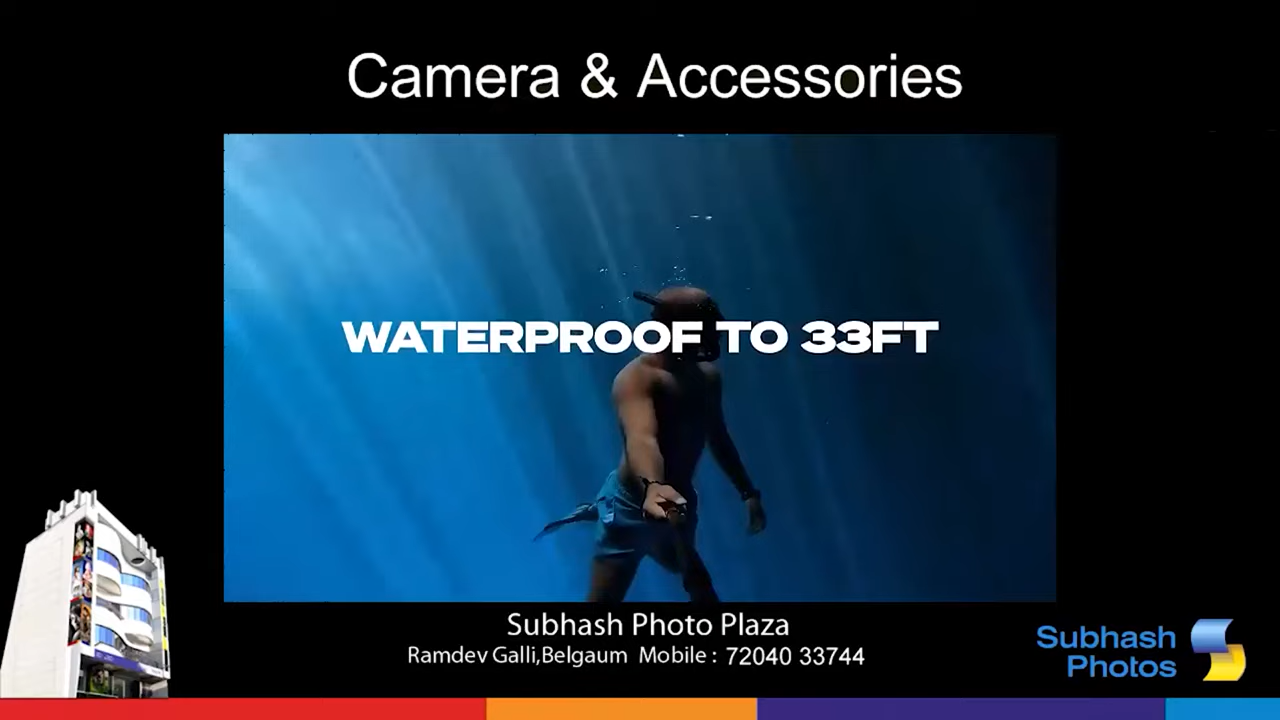 Camera & Accessories
WATERPROOF TO 33FT
Subhash Photo Plaza
Ramdev Galli,Belgaum Mobile : 72040 33744
Subhash
Photos